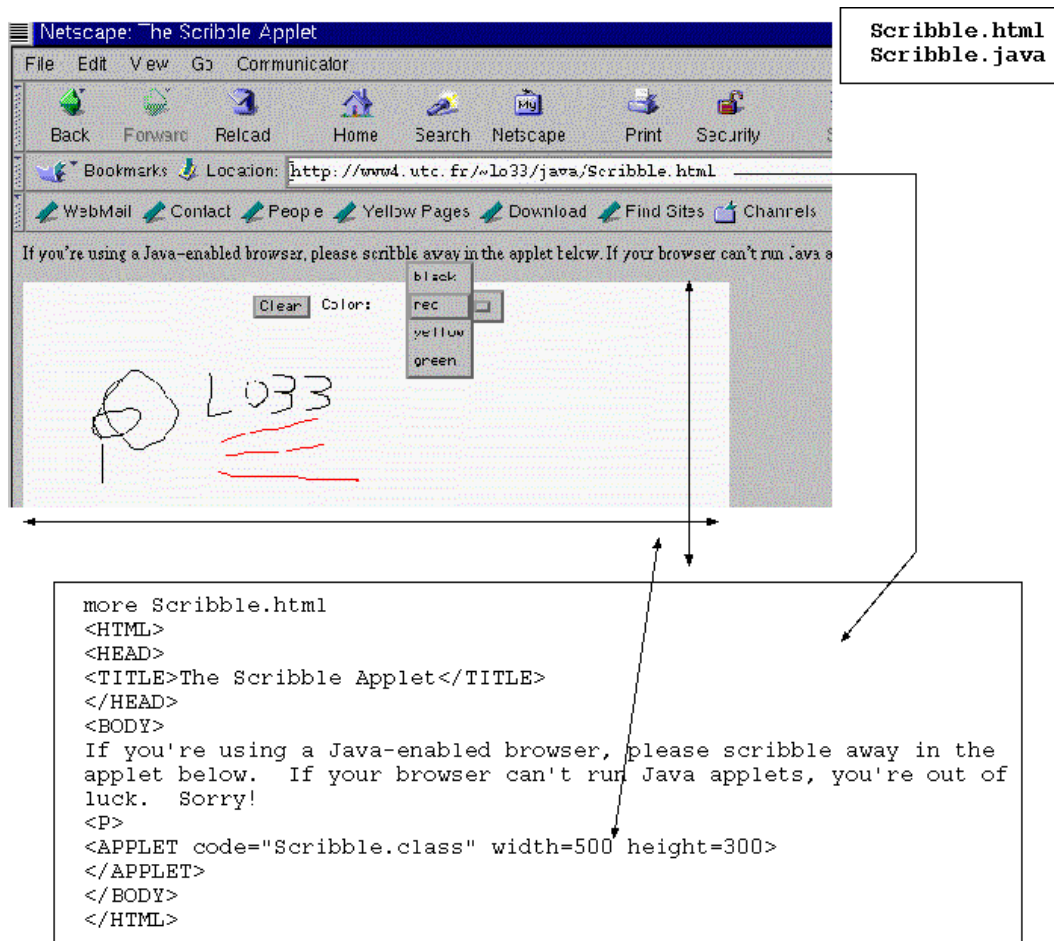 Scribble.html
Scribble.java
Netscape: The Scribble Applet
File Edit View Go Communicator
Back Forward Reload Home Search Netscape Print Security
Bookmarks Location: http://www4.utc.fr/~lo33/java/Scribble.html
WebMail Contact People Yellow Pages Download Find Sites Channels
If you're using a Java-enabled browser, please scribble away in the applet below. If your browser can't run Java a
black
Clear Color: red
yellow
green
LO33
more Scribble.html
<HTML>
<HEAD>
<TITLE>The Scribble Applet</TITLE>
</HEAD>
<BODY>
If you're using a Java-enabled browser, please scribble away in the
applet below.  If your browser can't run Java applets, you're out of
luck.  Sorry!
<P>
<APPLET code="Scribble.class" width=500 height=300>
</APPLET>
</BODY>
</HTML>